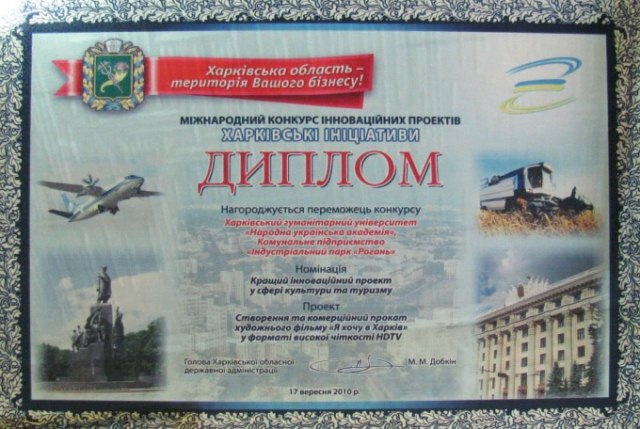 Харківська область –
територія Вашого бізнесу!
МІЖНАРОДНИЙ КОНКУРС ІННОВАЦІЙНИХ ПРОЕКТІВ
ХАРКІВСЬКІ ІНІЦІАТИВИ
ДИПЛОМ
Нагороджується переможець конкурсу
Харківський гуманітарний університет
«Народна українська академія»,
Комунальне підприємство
«Індустріальний парк «Рогань»
Номінація
Кращий інноваційний проект
у сфері культури та туризму
Проект
Створення та комерційний прокат
художнього фільму «Я хочу в Харків»
у форматі високої чіткості HDTV
Голова Харківської обласної
державної адміністрації
М. М. Добкін
17 вересня 2010 р.